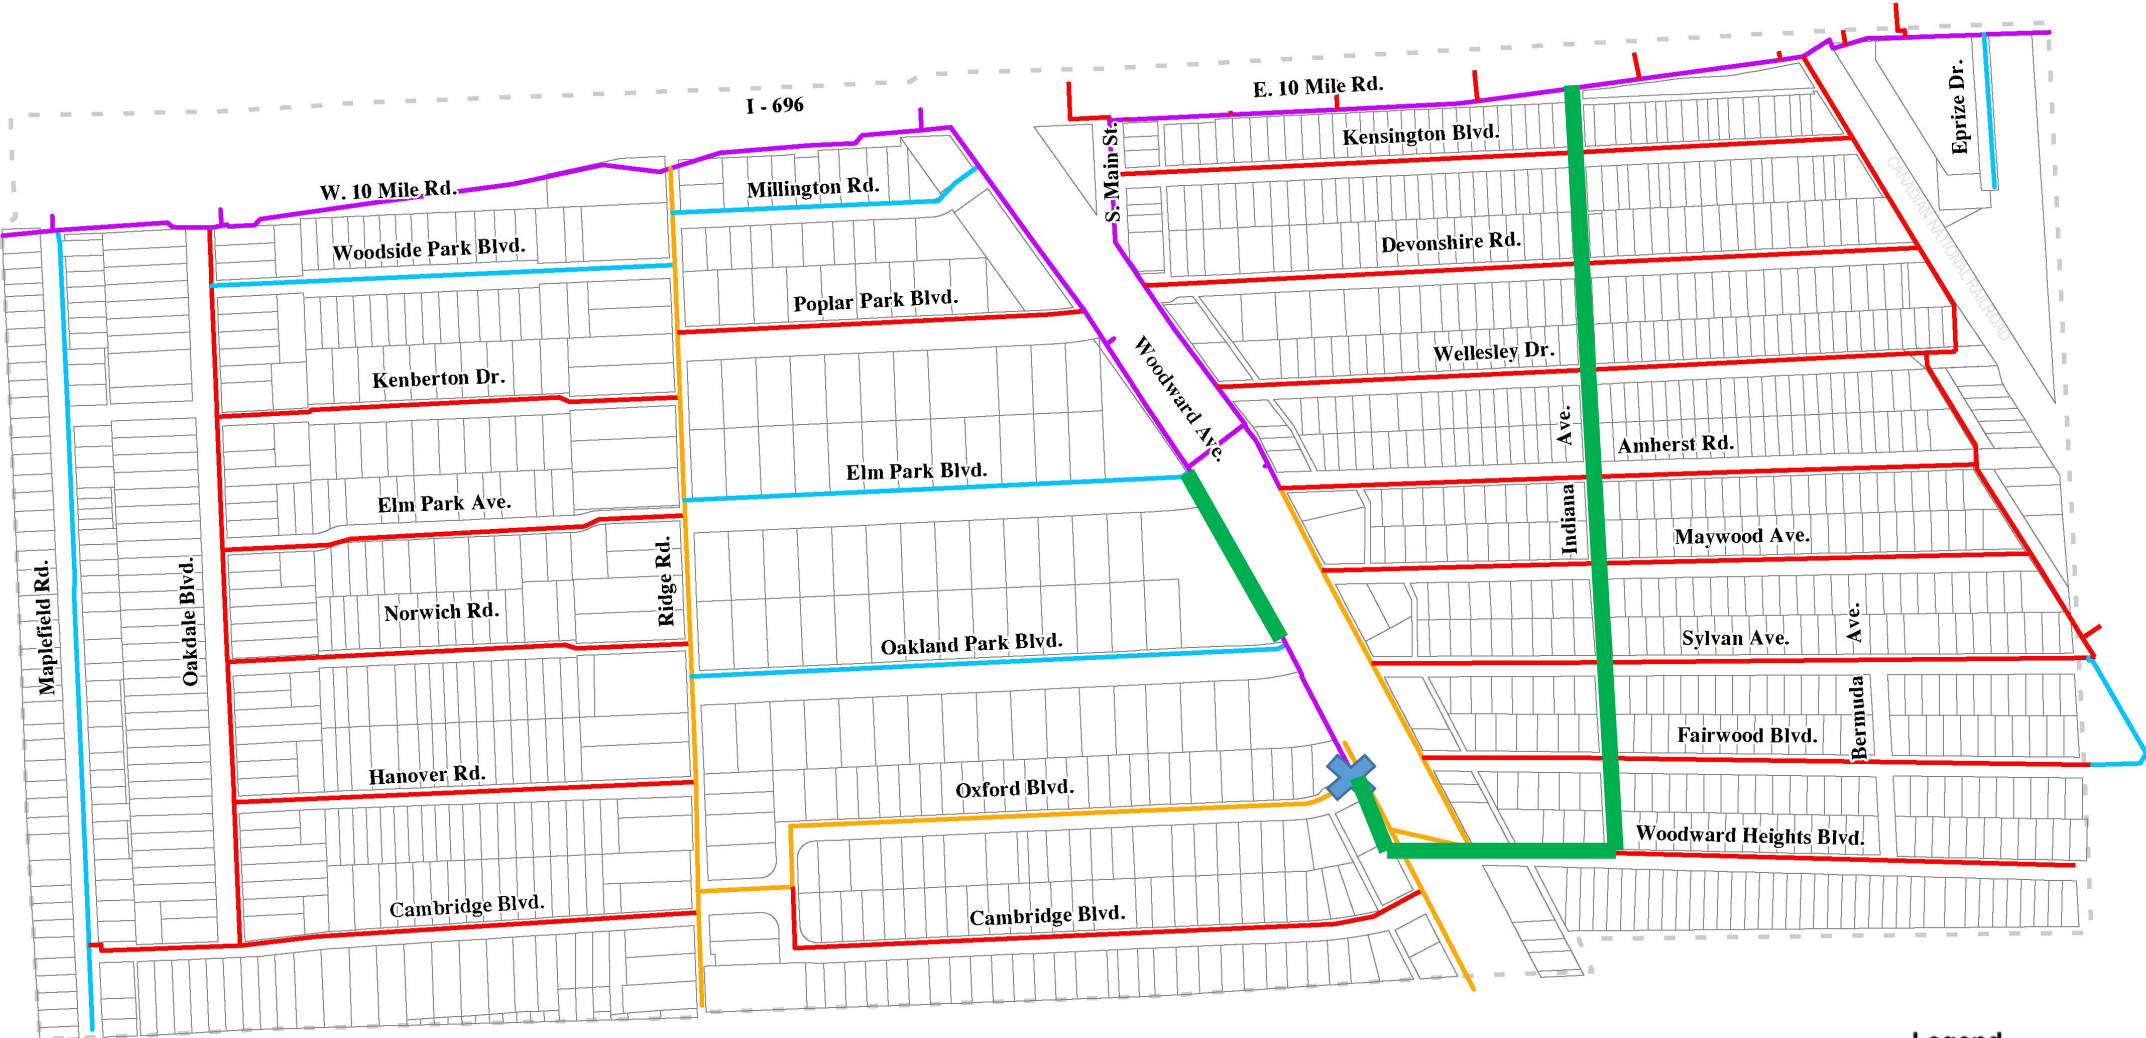 I - 696
E. 10 Mile Rd.
Eprize Dr.
Kensington Blvd.
S. Main St.
W. 10 Mile Rd.
Millington Rd.
CANADIAN NATIONAL RAILROAD
Woodside Park Blvd.
Devonshire Rd.
Poplar Park Blvd.
Wellesley Dr.
Kenberton Dr.
Woodward Ave.
Indiana Ave.
Amherst Rd.
Elm Park Blvd.
Elm Park Ave.
Maywood Ave.
Maplefield Rd.
Oakdale Blvd.
Ridge Rd.
Norwich Rd.
Oakland Park Blvd.
Sylvan Ave.
Bermuda Ave.
Fairwood Blvd.
Hanover Rd.
Oxford Blvd.
Woodward Heights Blvd.
Cambridge Blvd.
Cambridge Blvd.
Legend